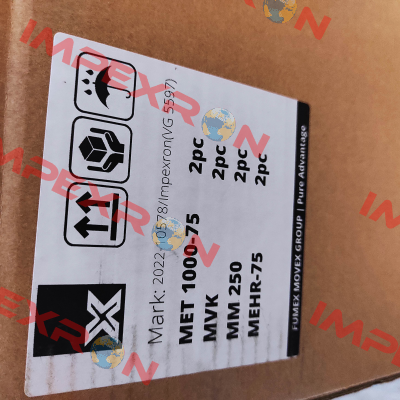 Mark: 2022-10578/Impexron(VG 5597)
MET 1000-75 2pc
MVK 2pc
MM 250 2pc
MEHR-75 2pc
FUMEX MOVEX GROUP | Pure Advantage
IMPEXRON
IMPEXRON
IMPEXRON
IMPEXRON